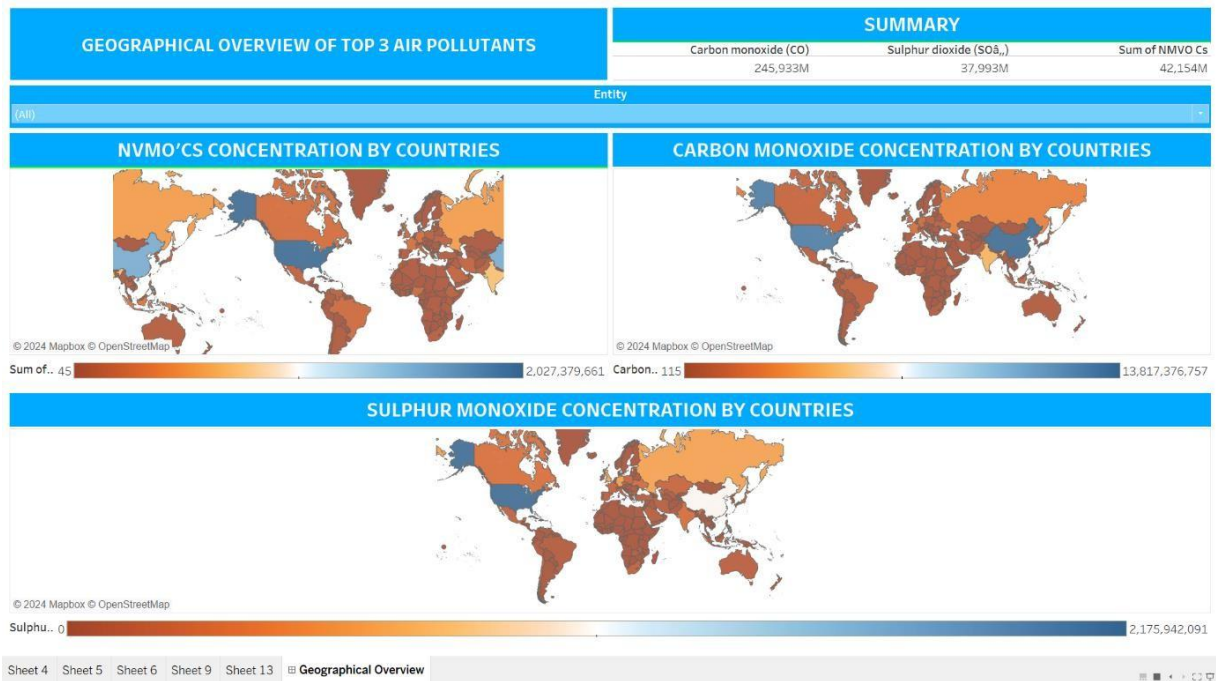 GEOGRAPHICAL OVERVIEW OF TOP 3 AIR POLLUTANTS
SUMMARY
Carbon monoxide (CO) Sulphur dioxide (SOâ,,) Sum of NMVO Cs
245,933M 37,993M 42,154M
Entity
(All)
NVMO'CS CONCENTRATION BY COUNTRIES
© 2024 Mapbox © OpenStreetMap
Sum of.. 45 2,027,379,661
CARBON MONOXIDE CONCENTRATION BY COUNTRIES
© 2024 Mapbox © OpenStreetMap
Carbon.. 115 13,817,376,757
SULPHUR MONOXIDE CONCENTRATION BY COUNTRIES
© 2024 Mapbox © OpenStreetMap
Sulphu.. 0 2,175,942,091
Sheet 4 Sheet 5 Sheet 6 Sheet 9 Sheet 13 Geographical Overview